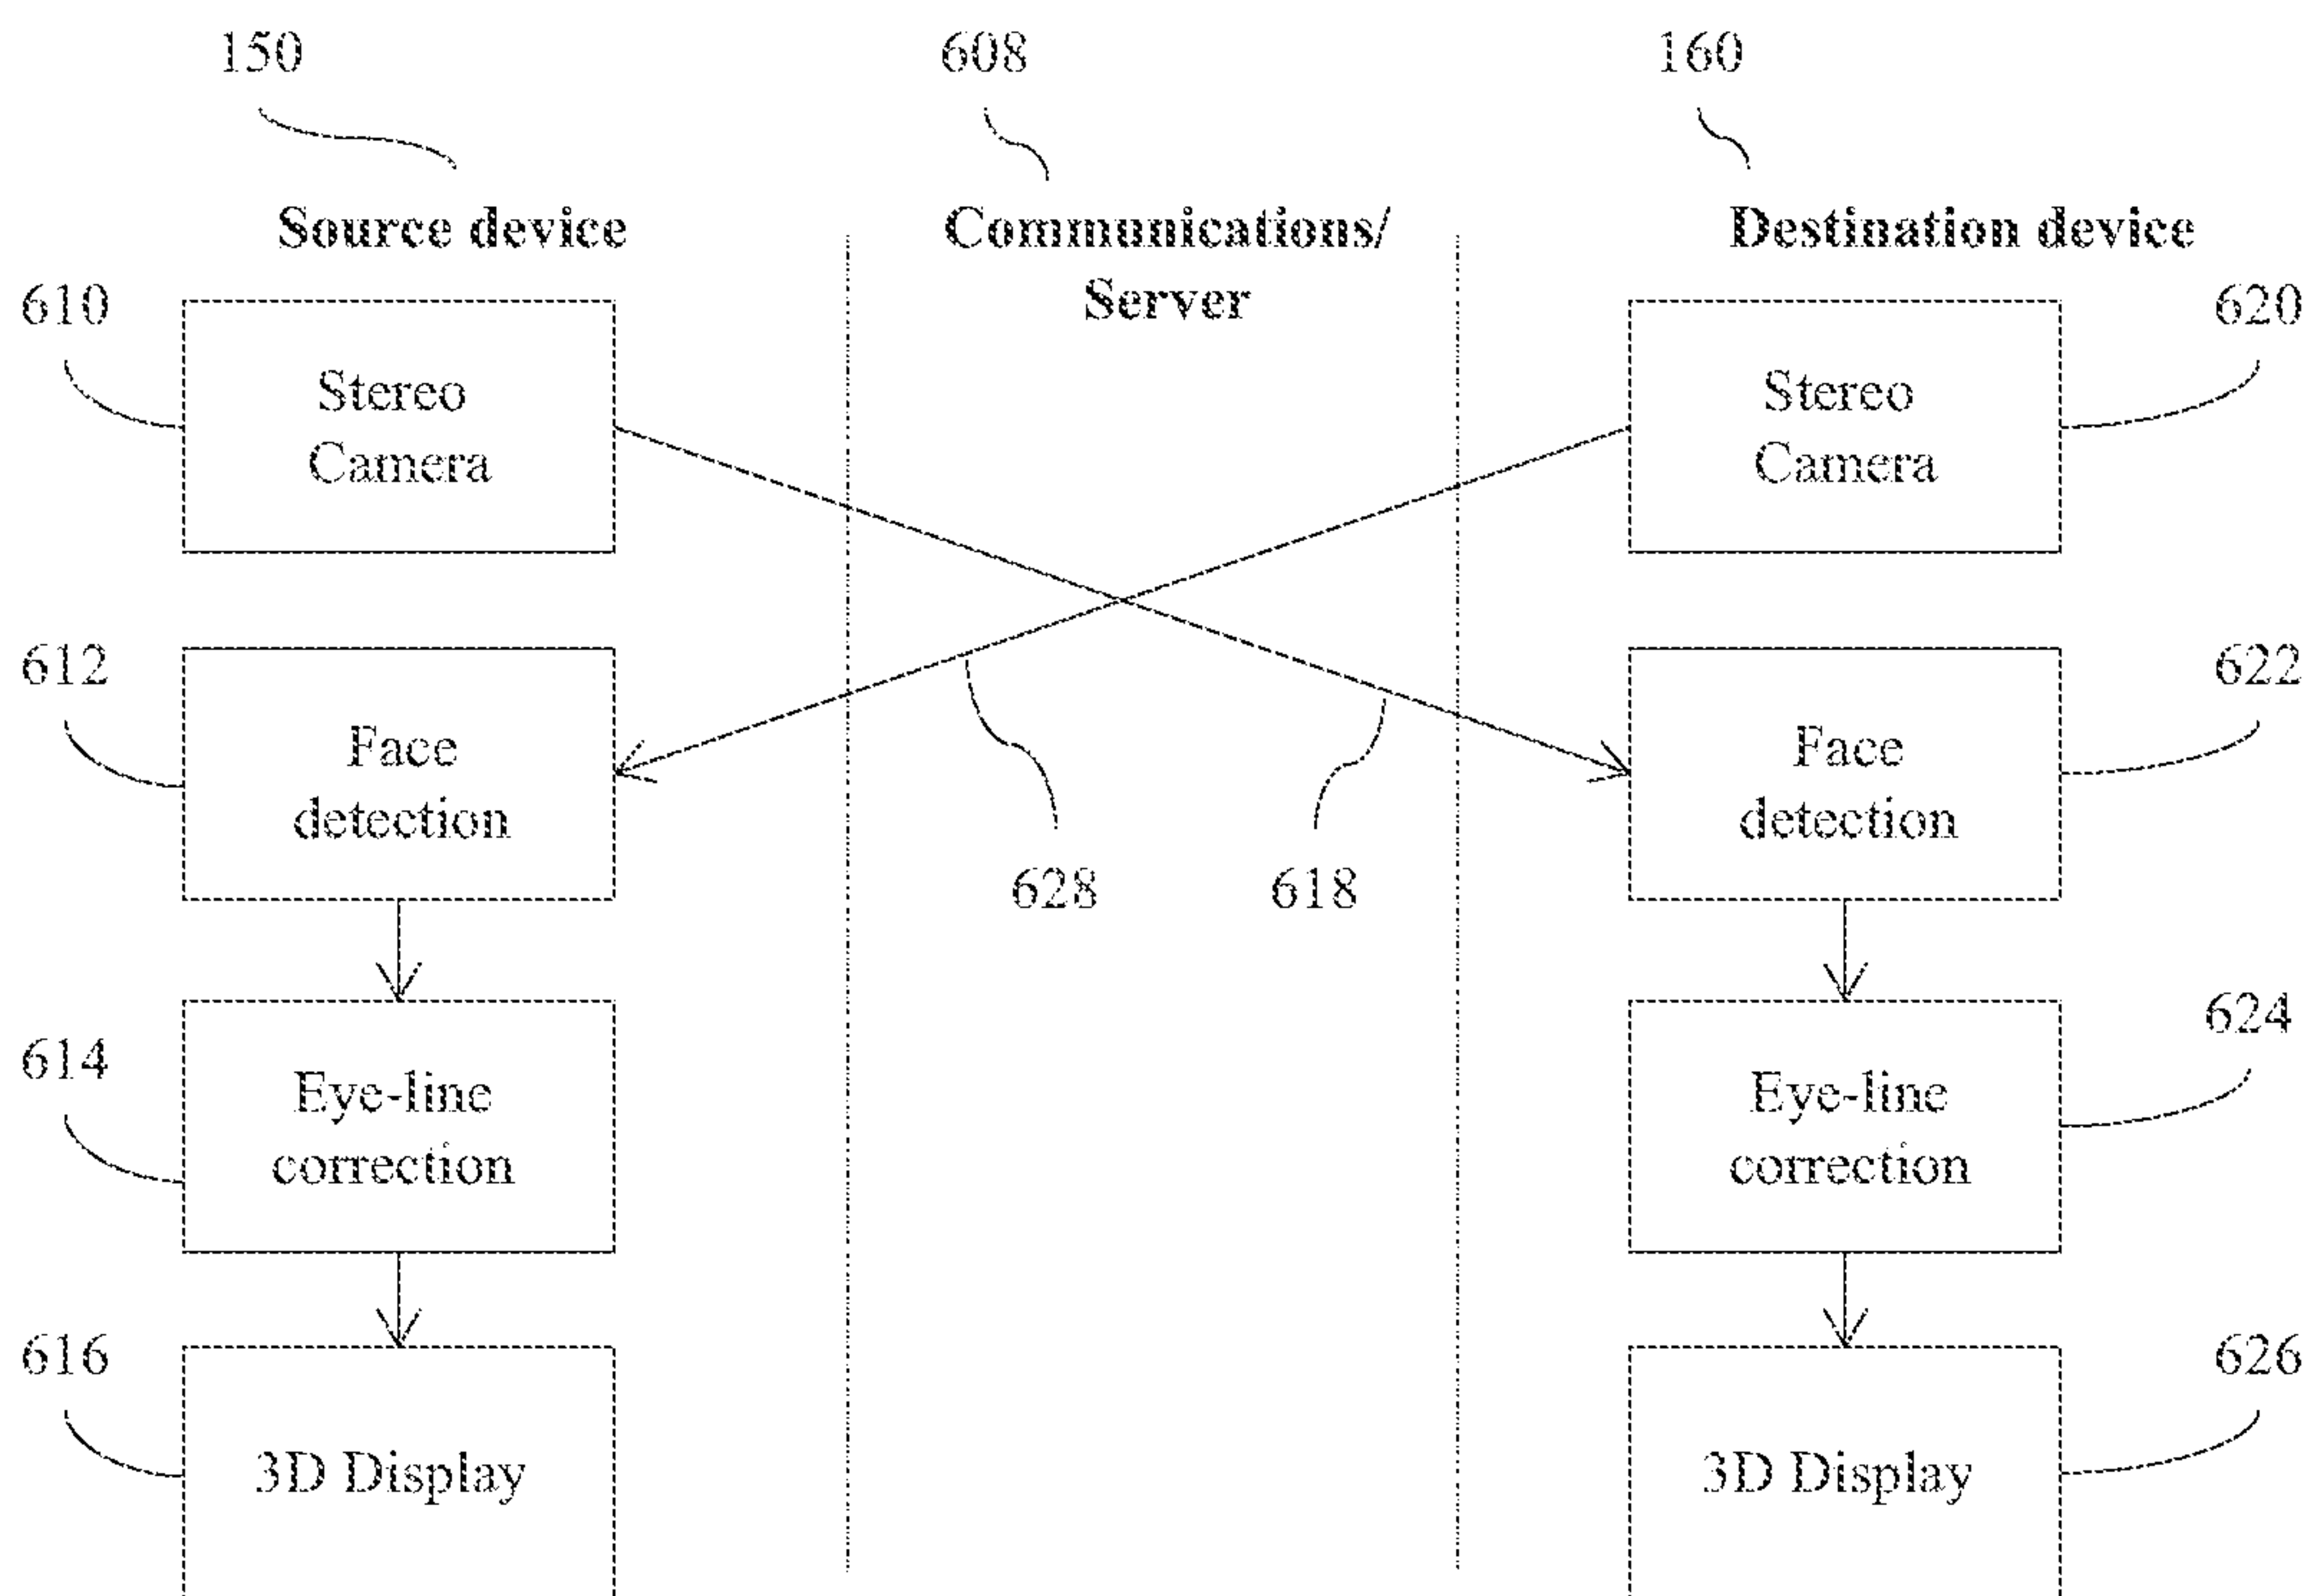 150
608
160
Source device
Communications/
Server
Destination device
610
Stereo
Camera
620
Stereo
Camera
612
Face
detection
622
Face
detection
628
618
614
Eye-line
correction
624
Eye-line
correction
616
3D Display
626
3D Display